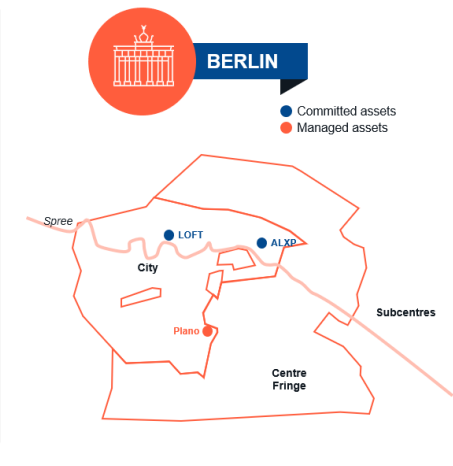 BERLIN
Committed assets
Managed assets
Spree
LOFT
ALXP
City
Subcentres
Plano
Centre
Fringe